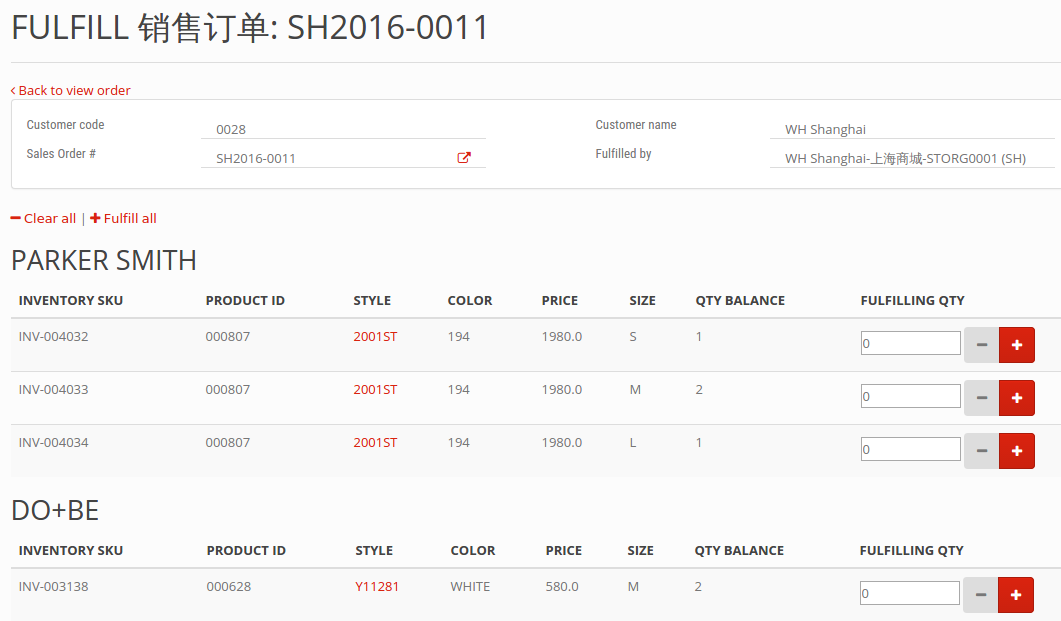 FULFILL 销售订单: SH2016-0011
Back to view order
Customer code 0028 Customer name WH Shanghai
Sales Order # SH2016-0011 Fulfilled by WH Shanghai-上海商城-STORG0001 (SH)
Clear all | Fulfill all
PARKER SMITH
INVENTORY SKU PRODUCT ID STYLE COLOR PRICE SIZE QTY BALANCE FULFILLING QTY
INV-004032 000807 2001ST 194 1980.0 S 1 0
INV-004033 000807 2001ST 194 1980.0 M 2 0
INV-004034 000807 2001ST 194 1980.0 L 1 0
DO+BE
INVENTORY SKU PRODUCT ID STYLE COLOR PRICE SIZE QTY BALANCE FULFILLING QTY
INV-003138 000628 Y11281 WHITE 580.0 M 2 0